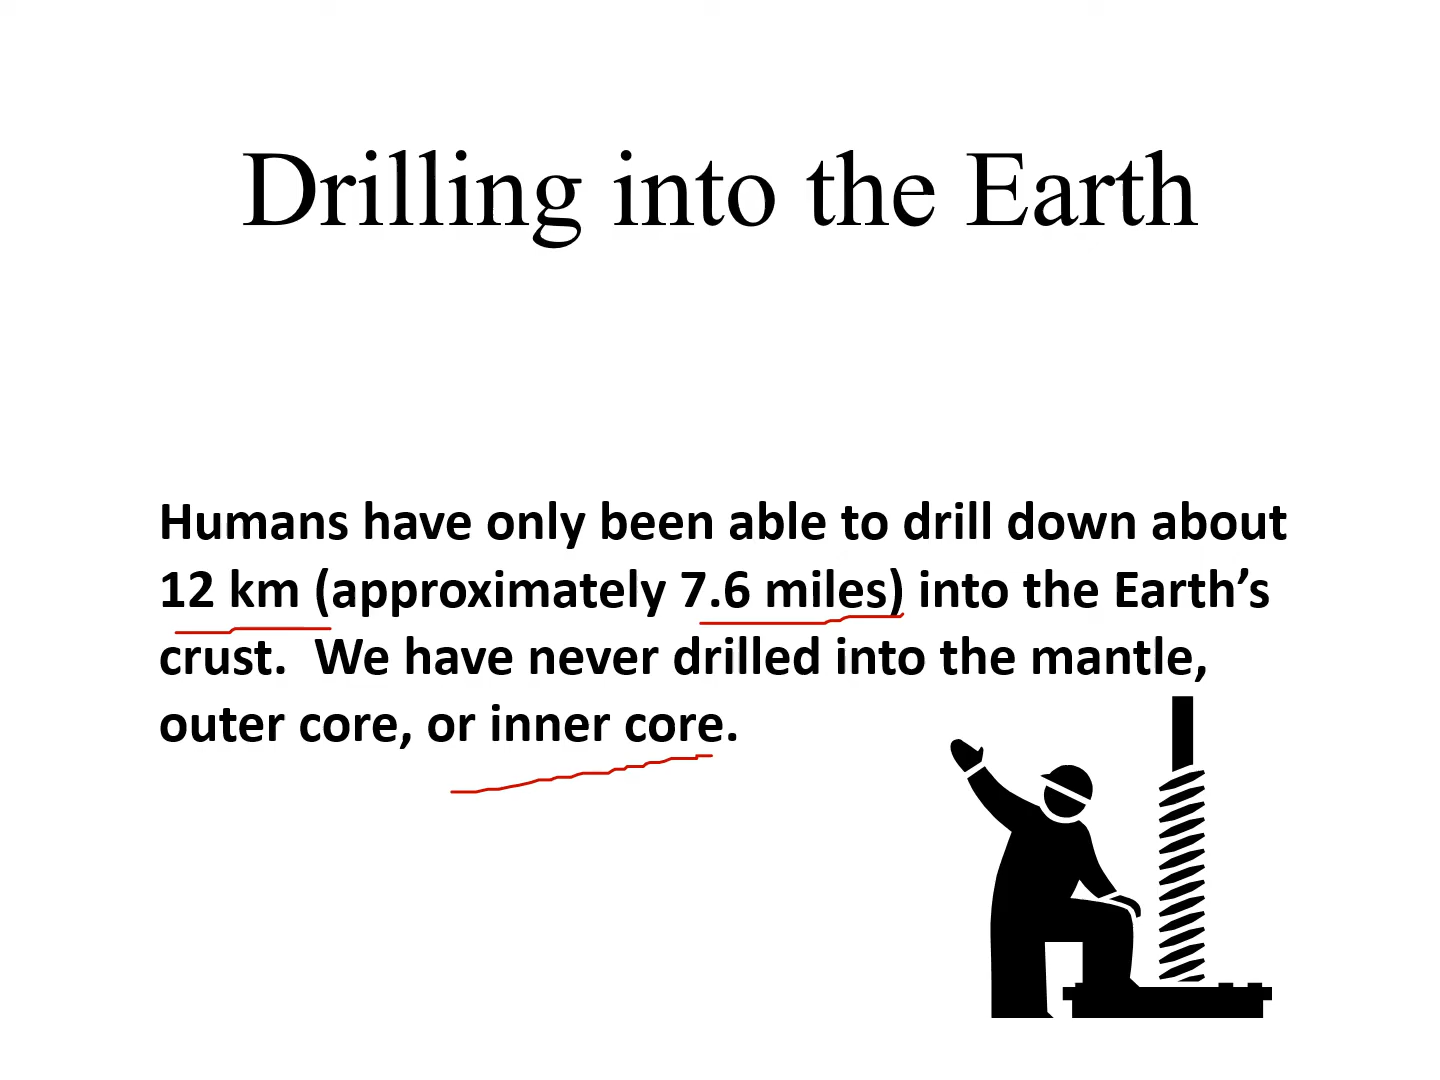 Drilling into the Earth
Humans have only been able to drill down about
12 km (approximately 7.6 miles) into the Earth’s
crust.  We have never drilled into the mantle,
outer core, or inner core.